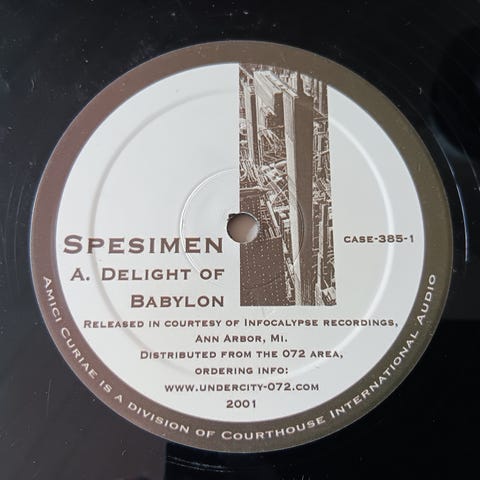 Spesimen
CASE-385-1
A. Delight of
Babylon
Released in courtesy of Infocalypse recordings,
Ann Arbor, Mi.
Distributed from the 072 area,
ordering info:
www.undercity-072.com
2001
Amici Curiae is a division of Courthouse International Audio